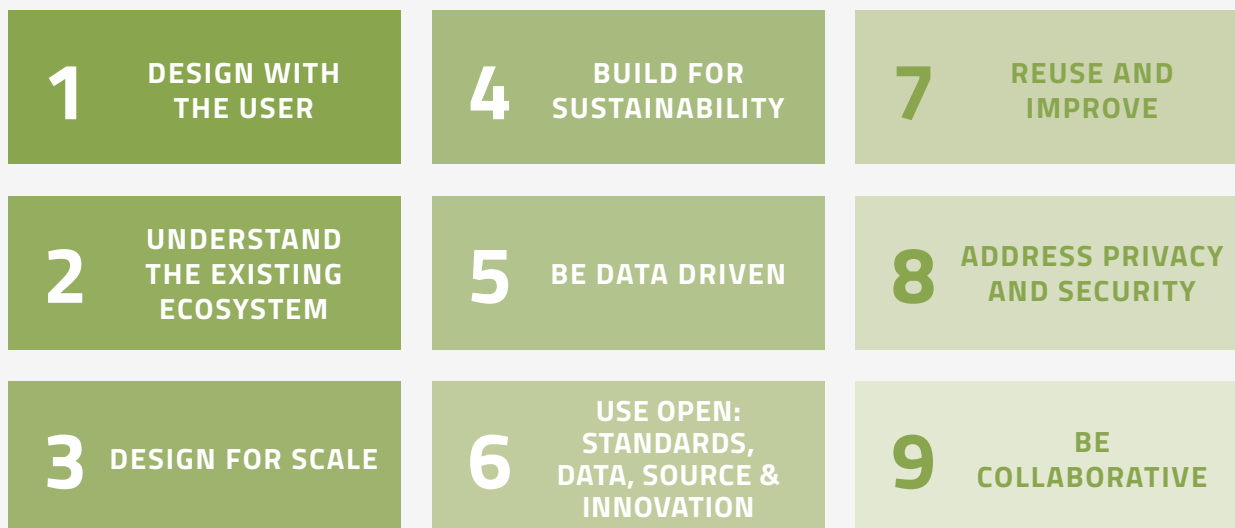 1
DESIGN WITH
THE USER
2
UNDERSTAND
THE EXISTING
ECOSYSTEM
3
DESIGN FOR SCALE
4
BUILD FOR
SUSTAINABILITY
5
BE DATA DRIVEN
6
USE OPEN:
STANDARDS,
DATA, SOURCE &
INNOVATION
7
REUSE AND
IMPROVE
8
ADDRESS PRIVACY
AND SECURITY
9
BE
COLLABORATIVE